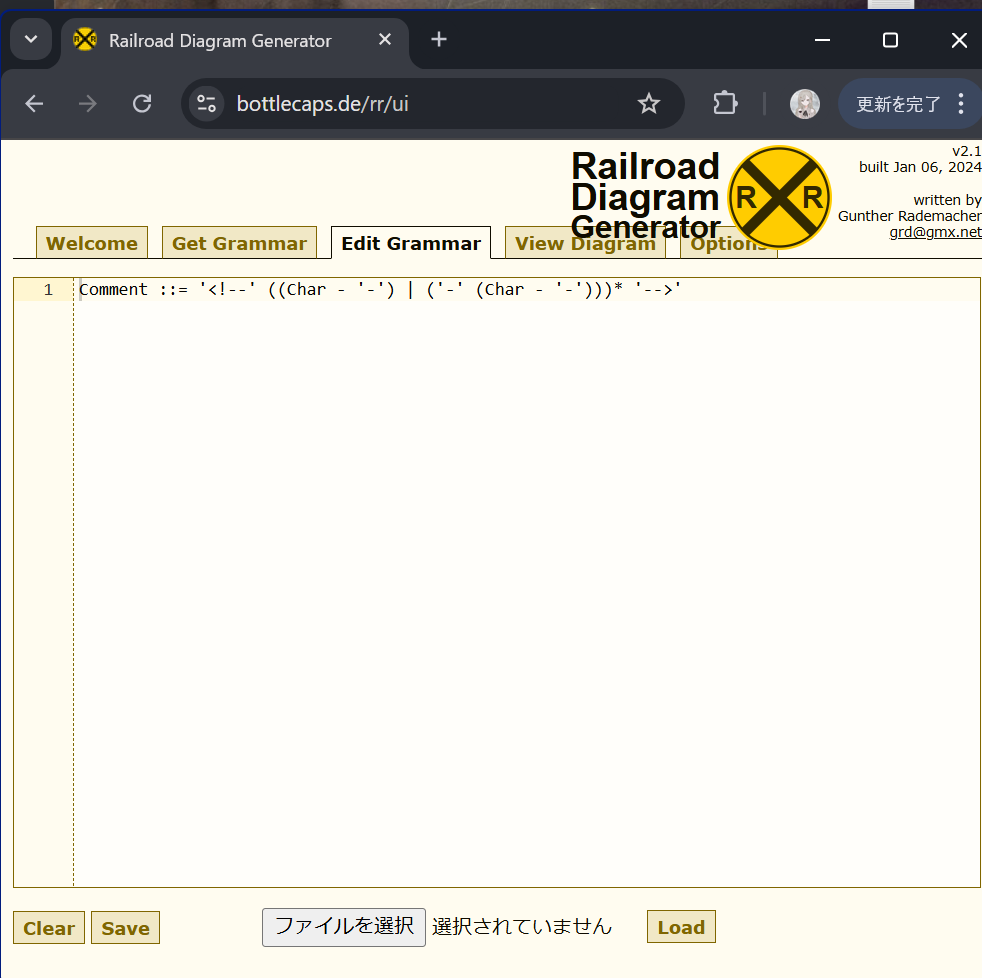 Railroad Diagram Generator
bottlecaps.de/rr/ui
更新を完了
Railroad
Diagram
Generator
R R
v2.1
built Jan 06, 2024
written by
Gunther Rademacher
grd@gmx.net
Welcome
Get Grammar
Edit Grammar
View Diagram
Options
1 Comment ::= '<!--' ((Char - '-') | ('-' (Char - '-')))* '-->'
Clear
Save
ファイルを選択 選択されていません
Load